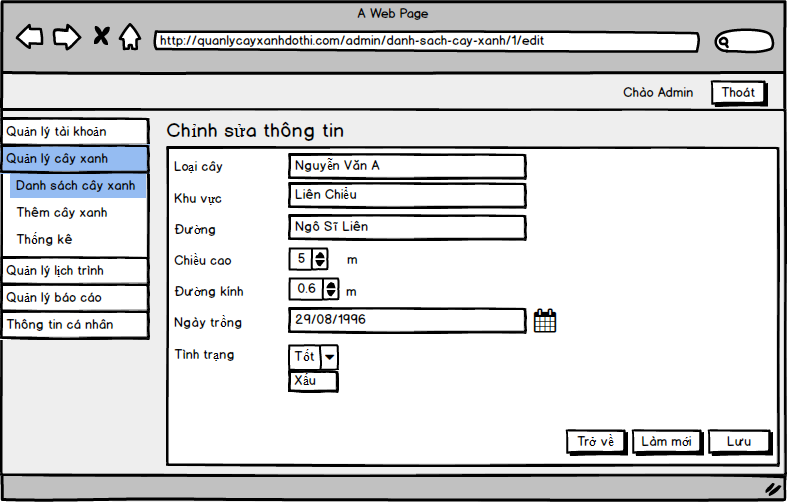 A Web Page
http://quanlycayxanhdothi.com/admin/danh-sach-cay-xanh/1/edit
Chào Admin
Thoát
Quản lý tài khoản
Quản lý cây xanh
Danh sách cây xanh
Thêm cây xanh
Thống kê
Quản lý lịch trình
Quản lý báo cáo
Thông tin cá nhân
Chỉnh sửa thông tin
Loại cây Nguyễn Văn A
Khu vực Liên Chiểu
Đường Ngô Sĩ Liên
Chiều cao 5 m
Đường kính 0.6 m
Ngày trồng 29/08/1996
Tình trạng Tốt
Xấu
Trở về Làm mới Lưu